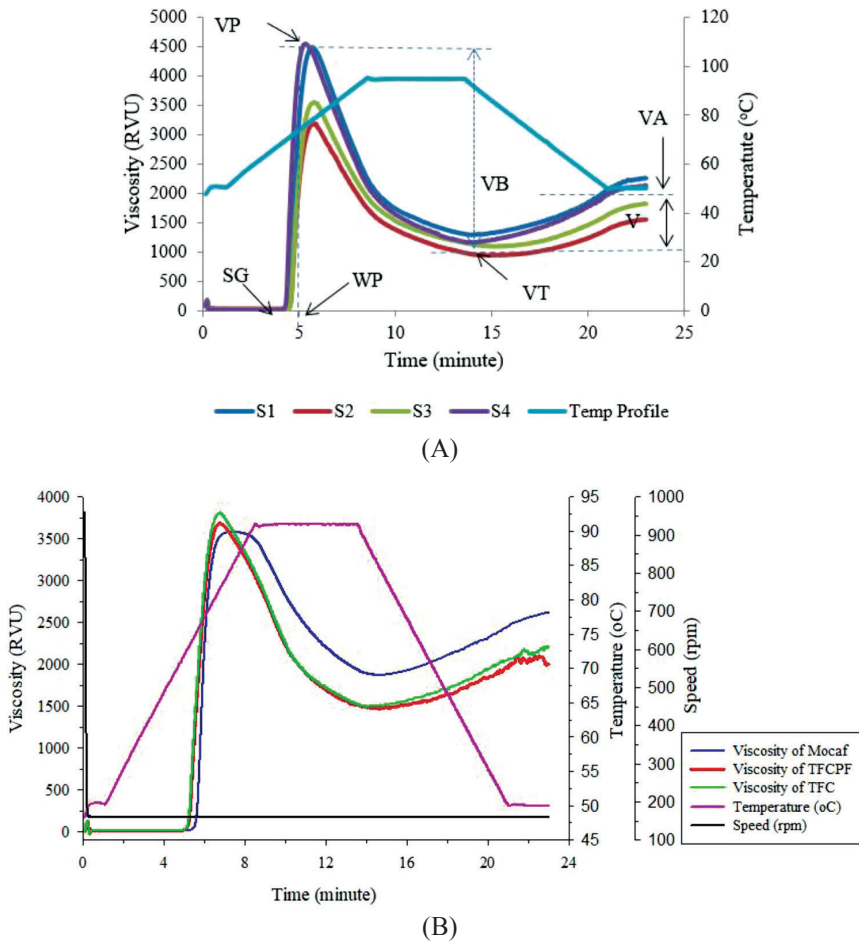 5000
4500
4000
3500
3000
2500
2000
1500
1000
500
0
Viscosity (RVU)
VP
SG
WP
VB
VT
VA
V
120
100
80
60
40
20
0
Temperatute (°C)
0 5 10 15 20 25
Time (minute)
S1 S2 S3 S4 Temp Profile
(A)
4000
3500
3000
2500
2000
1500
1000
500
0
Viscosity (RVU)
95
90
85
80
75
70
65
60
55
50
45
Temperature (oC)
1000
900
800
700
600
500
400
300
200
100
Speed (rpm)
0 4 8 12 16 20 24
Time (minute)
Viscosity of Mocaf
Viscosity of TFCPF
Viscosity of TFC
Temperature (oC)
Speed (rpm)
(B)